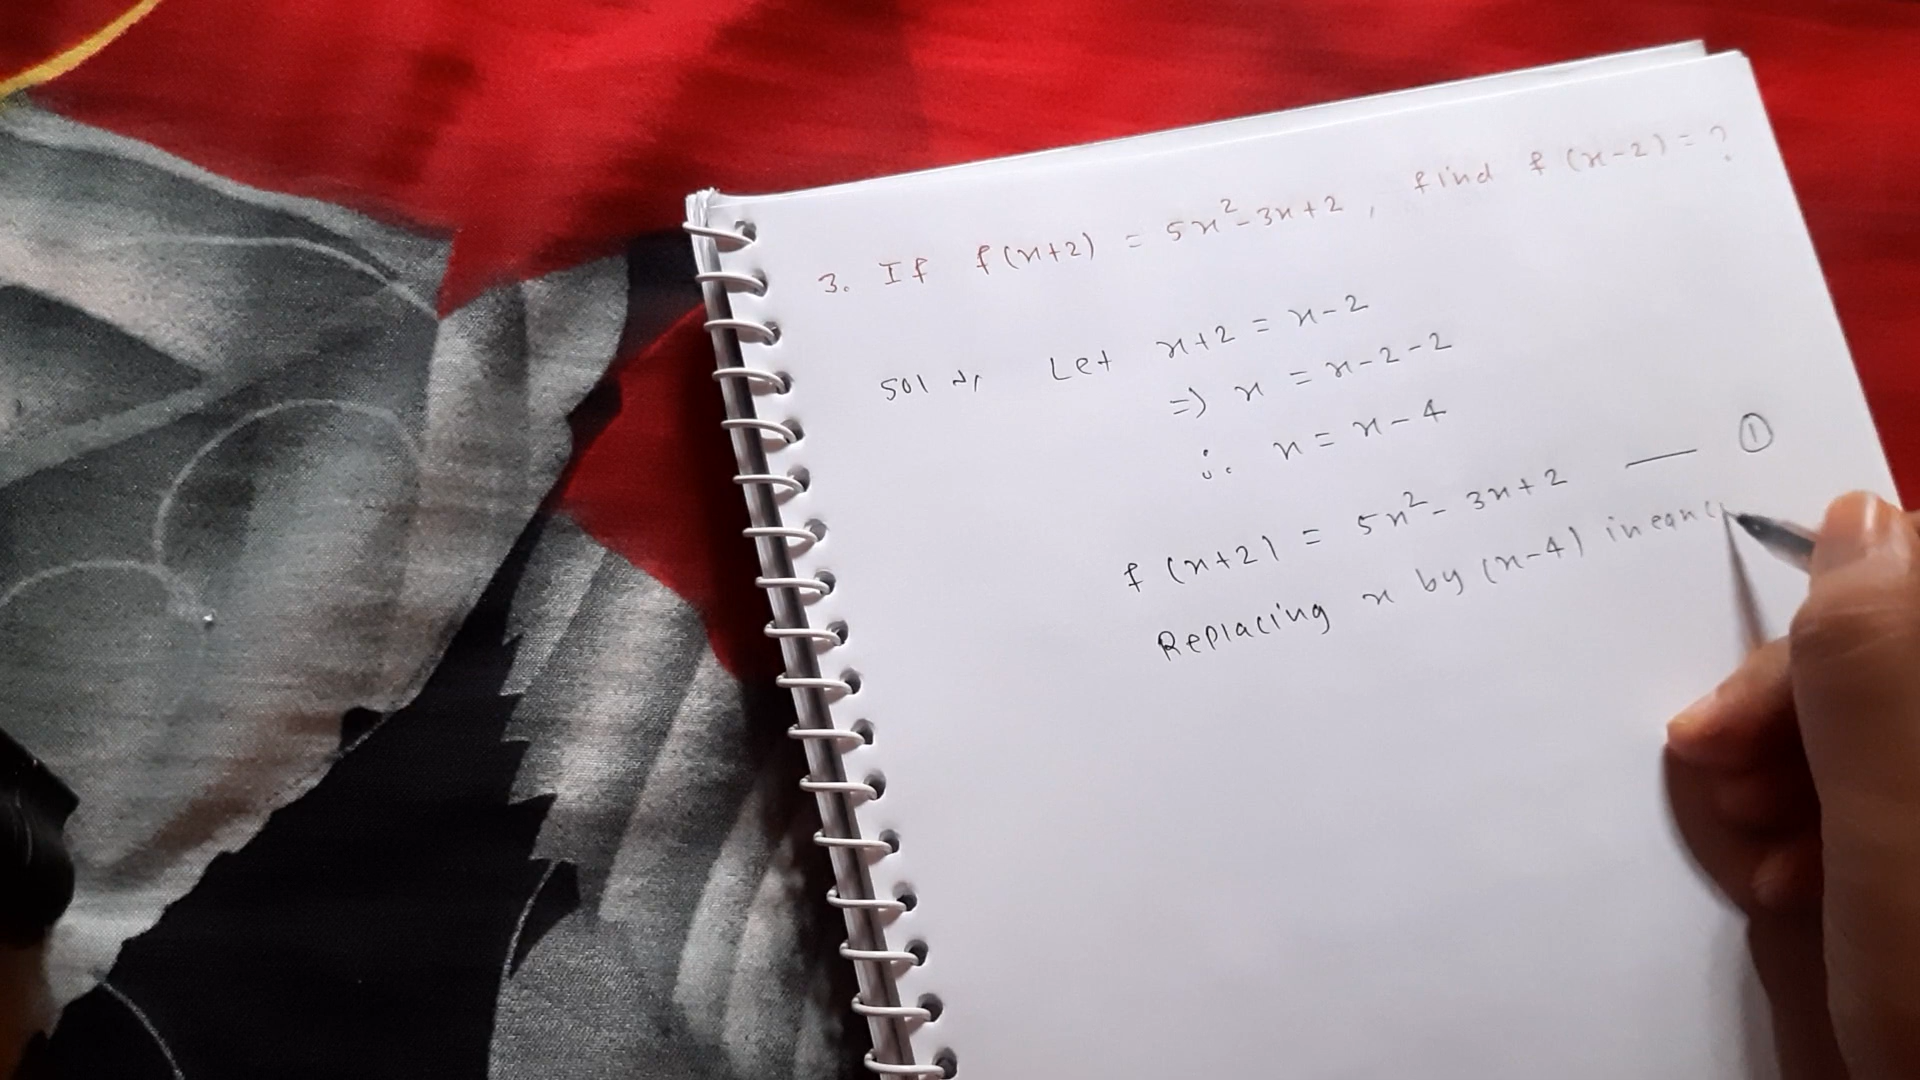 3. If f(x+2) = 5x²-3x+2, find f(x-2) = ?
Let x+2 = x-2
=) x = x-2-2
∴ x = x-4
f(x+2) = 5x²- 3x+2 —— ①
Replacing x by (x-4) in eqn